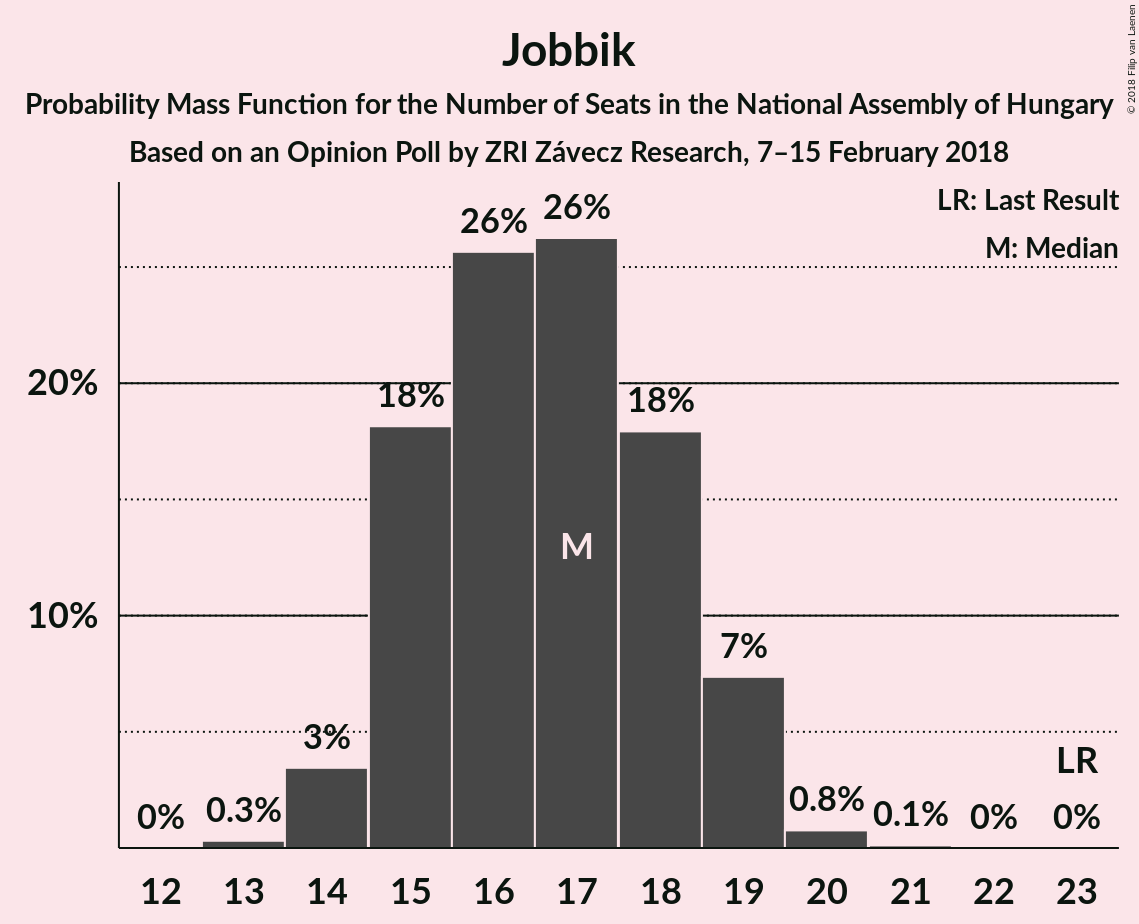 Jobbik
Probability Mass Function for the Number of Seats in the National Assembly of Hungary
Based on an Opinion Poll by ZRI Závecz Research, 7–15 February 2018
© 2018 Filip van Laenen
LR: Last Result
M: Median
20%
10%
0%
0.3%
3%
18%
26%
26%
18%
7%
0.8%
0.1%
0%
0%
LR
M
12 13 14 15 16 17 18 19 20 21 22 23